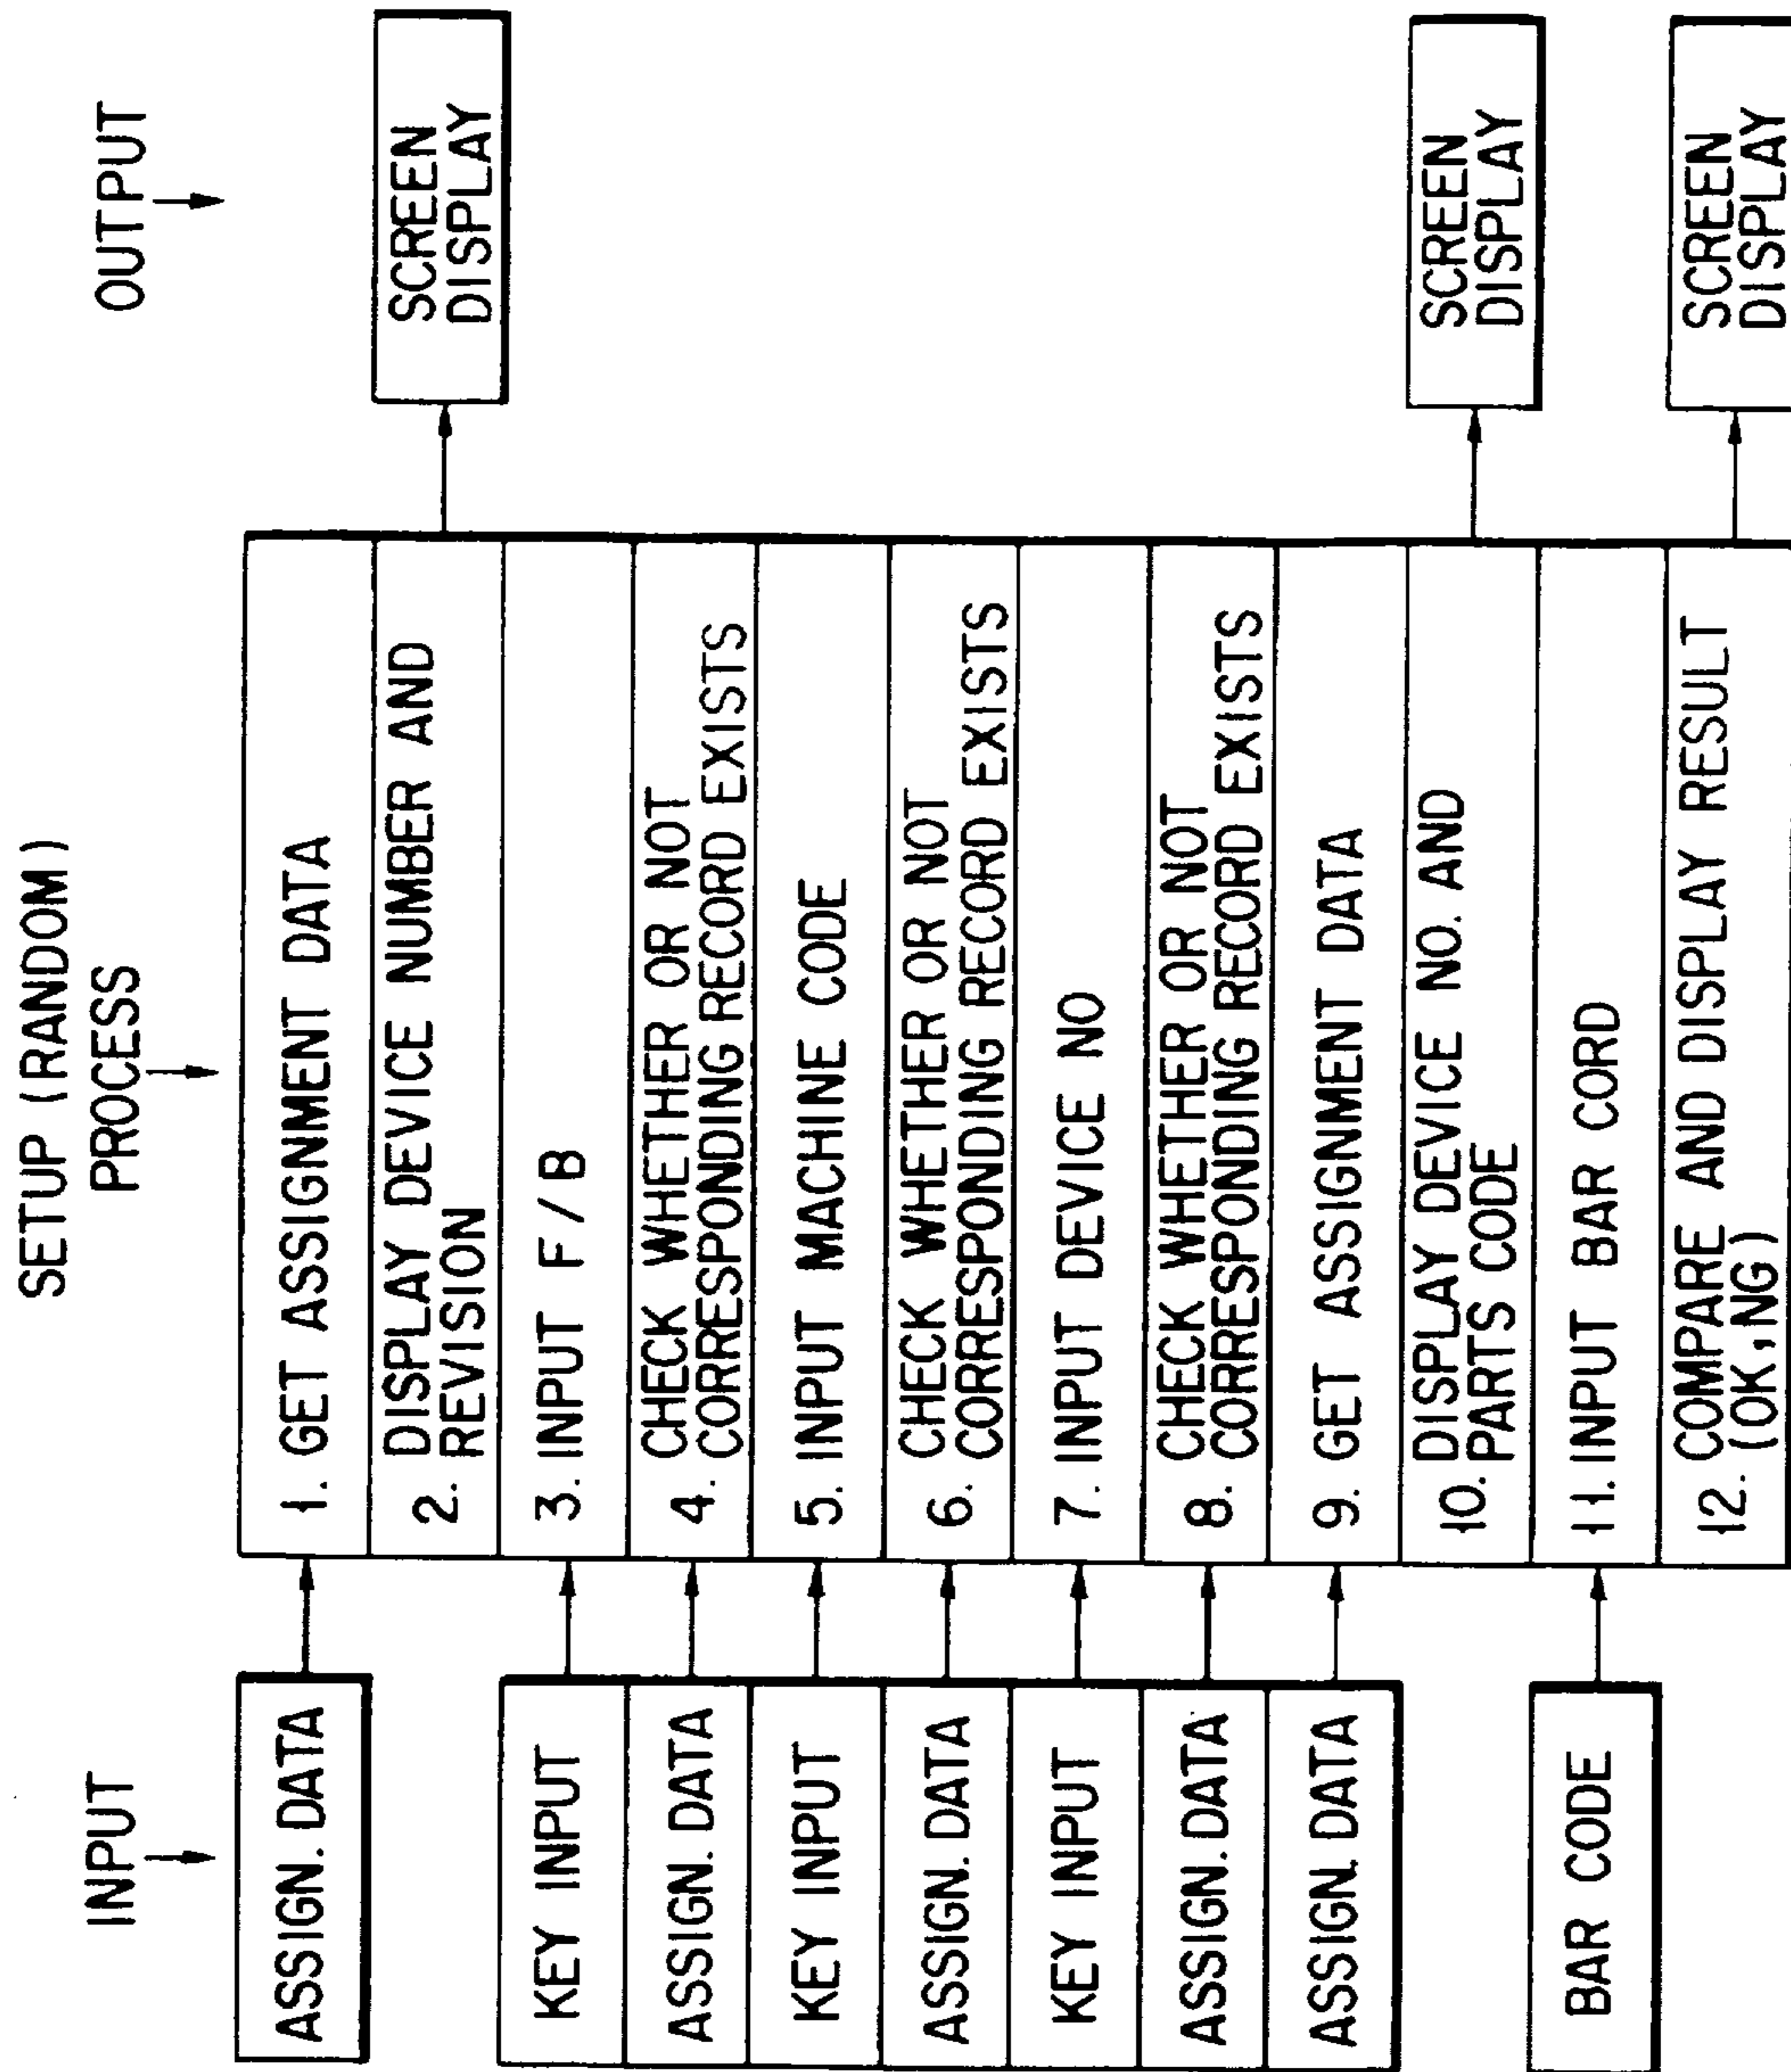 SETUP (RANDOM)
INPUT
PROCESS
OUTPUT
ASSIGN. DATA
1. GET ASSIGNMENT DATA
2. DISPLAY DEVICE NUMBER AND
REVISION
SCREEN
DISPLAY
KEY INPUT
3. INPUT F / B
ASSIGN. DATA
4. CHECK WHETHER OR NOT
CORRESPONDING RECORD EXISTS
KEY INPUT
5. INPUT MACHINE CODE
ASSIGN. DATA
6. CHECK WHETHER OR NOT
CORRESPONDING RECORD EXISTS
KEY INPUT
7. INPUT DEVICE NO
ASSIGN. DATA
8. CHECK WHETHER OR NOT
CORRESPONDING RECORD EXISTS
ASSIGN. DATA
9. GET ASSIGNMENT DATA
10. DISPLAY DEVICE NO. AND
PARTS CODE
SCREEN
DISPLAY
BAR CODE
11. INPUT BAR CORD
12. COMPARE AND DISPLAY RESULT
(OK, NG)
SCREEN
DISPLAY